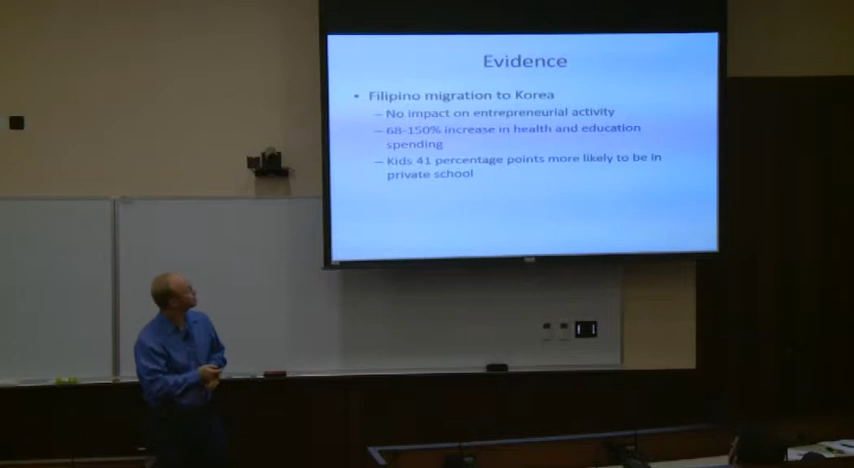 Evidence
• Filipino migration to Korea
– No impact on entrepreneurial activity
– 68-150% increase in health and education
spending
– Kids 41 percentage points more likely to be in
private school